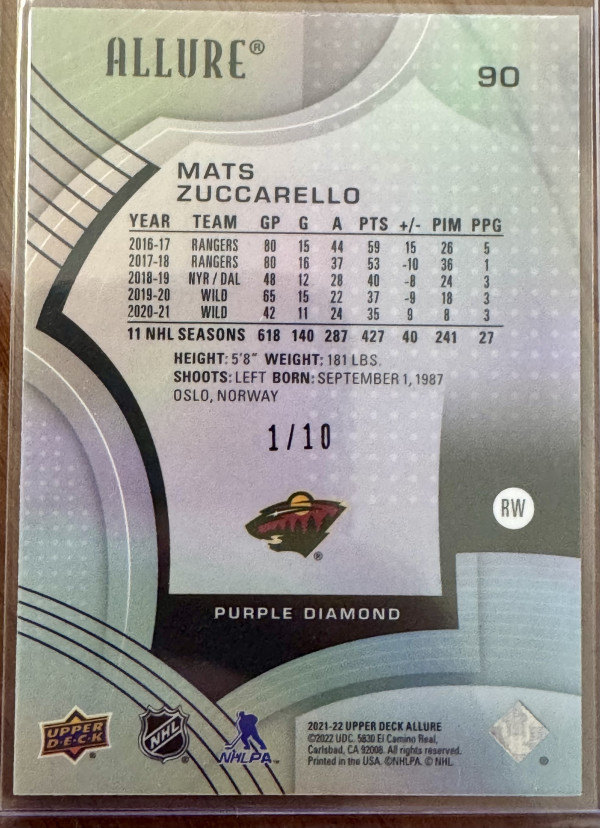 ALLURE®
90
MATS
ZUCCARELLO
YEAR TEAM GP G A PTS +/- PIM PPG
2016-17 RANGERS 80 15 44 59 15 26 5
2017-18 RANGERS 80 16 37 53 -10 36 1
2018-19 NYR / DAL 48 12 28 40 -8 24 3
2019-20 WILD 65 15 22 37 -9 18 3
2020-21 WILD 42 11 24 35 9 8 3
11 NHL SEASONS 618 140 287 427 40 241 27
HEIGHT: 5'8" WEIGHT: 181 LBS.
SHOOTS: LEFT BORN: SEPTEMBER 1, 1987
OSLO, NORWAY
1/10
®
RW
PURPLE DIAMOND
UPPER
DECK
®
NHL
®
NHLPA™
2021-22 UPPER DECK ALLURE
©2022 UDC. 5830 El Camino Real,
Carlsbad, CA 92008. All rights reserved.
Printed in the USA. ©NHLPA. © NHL.
®